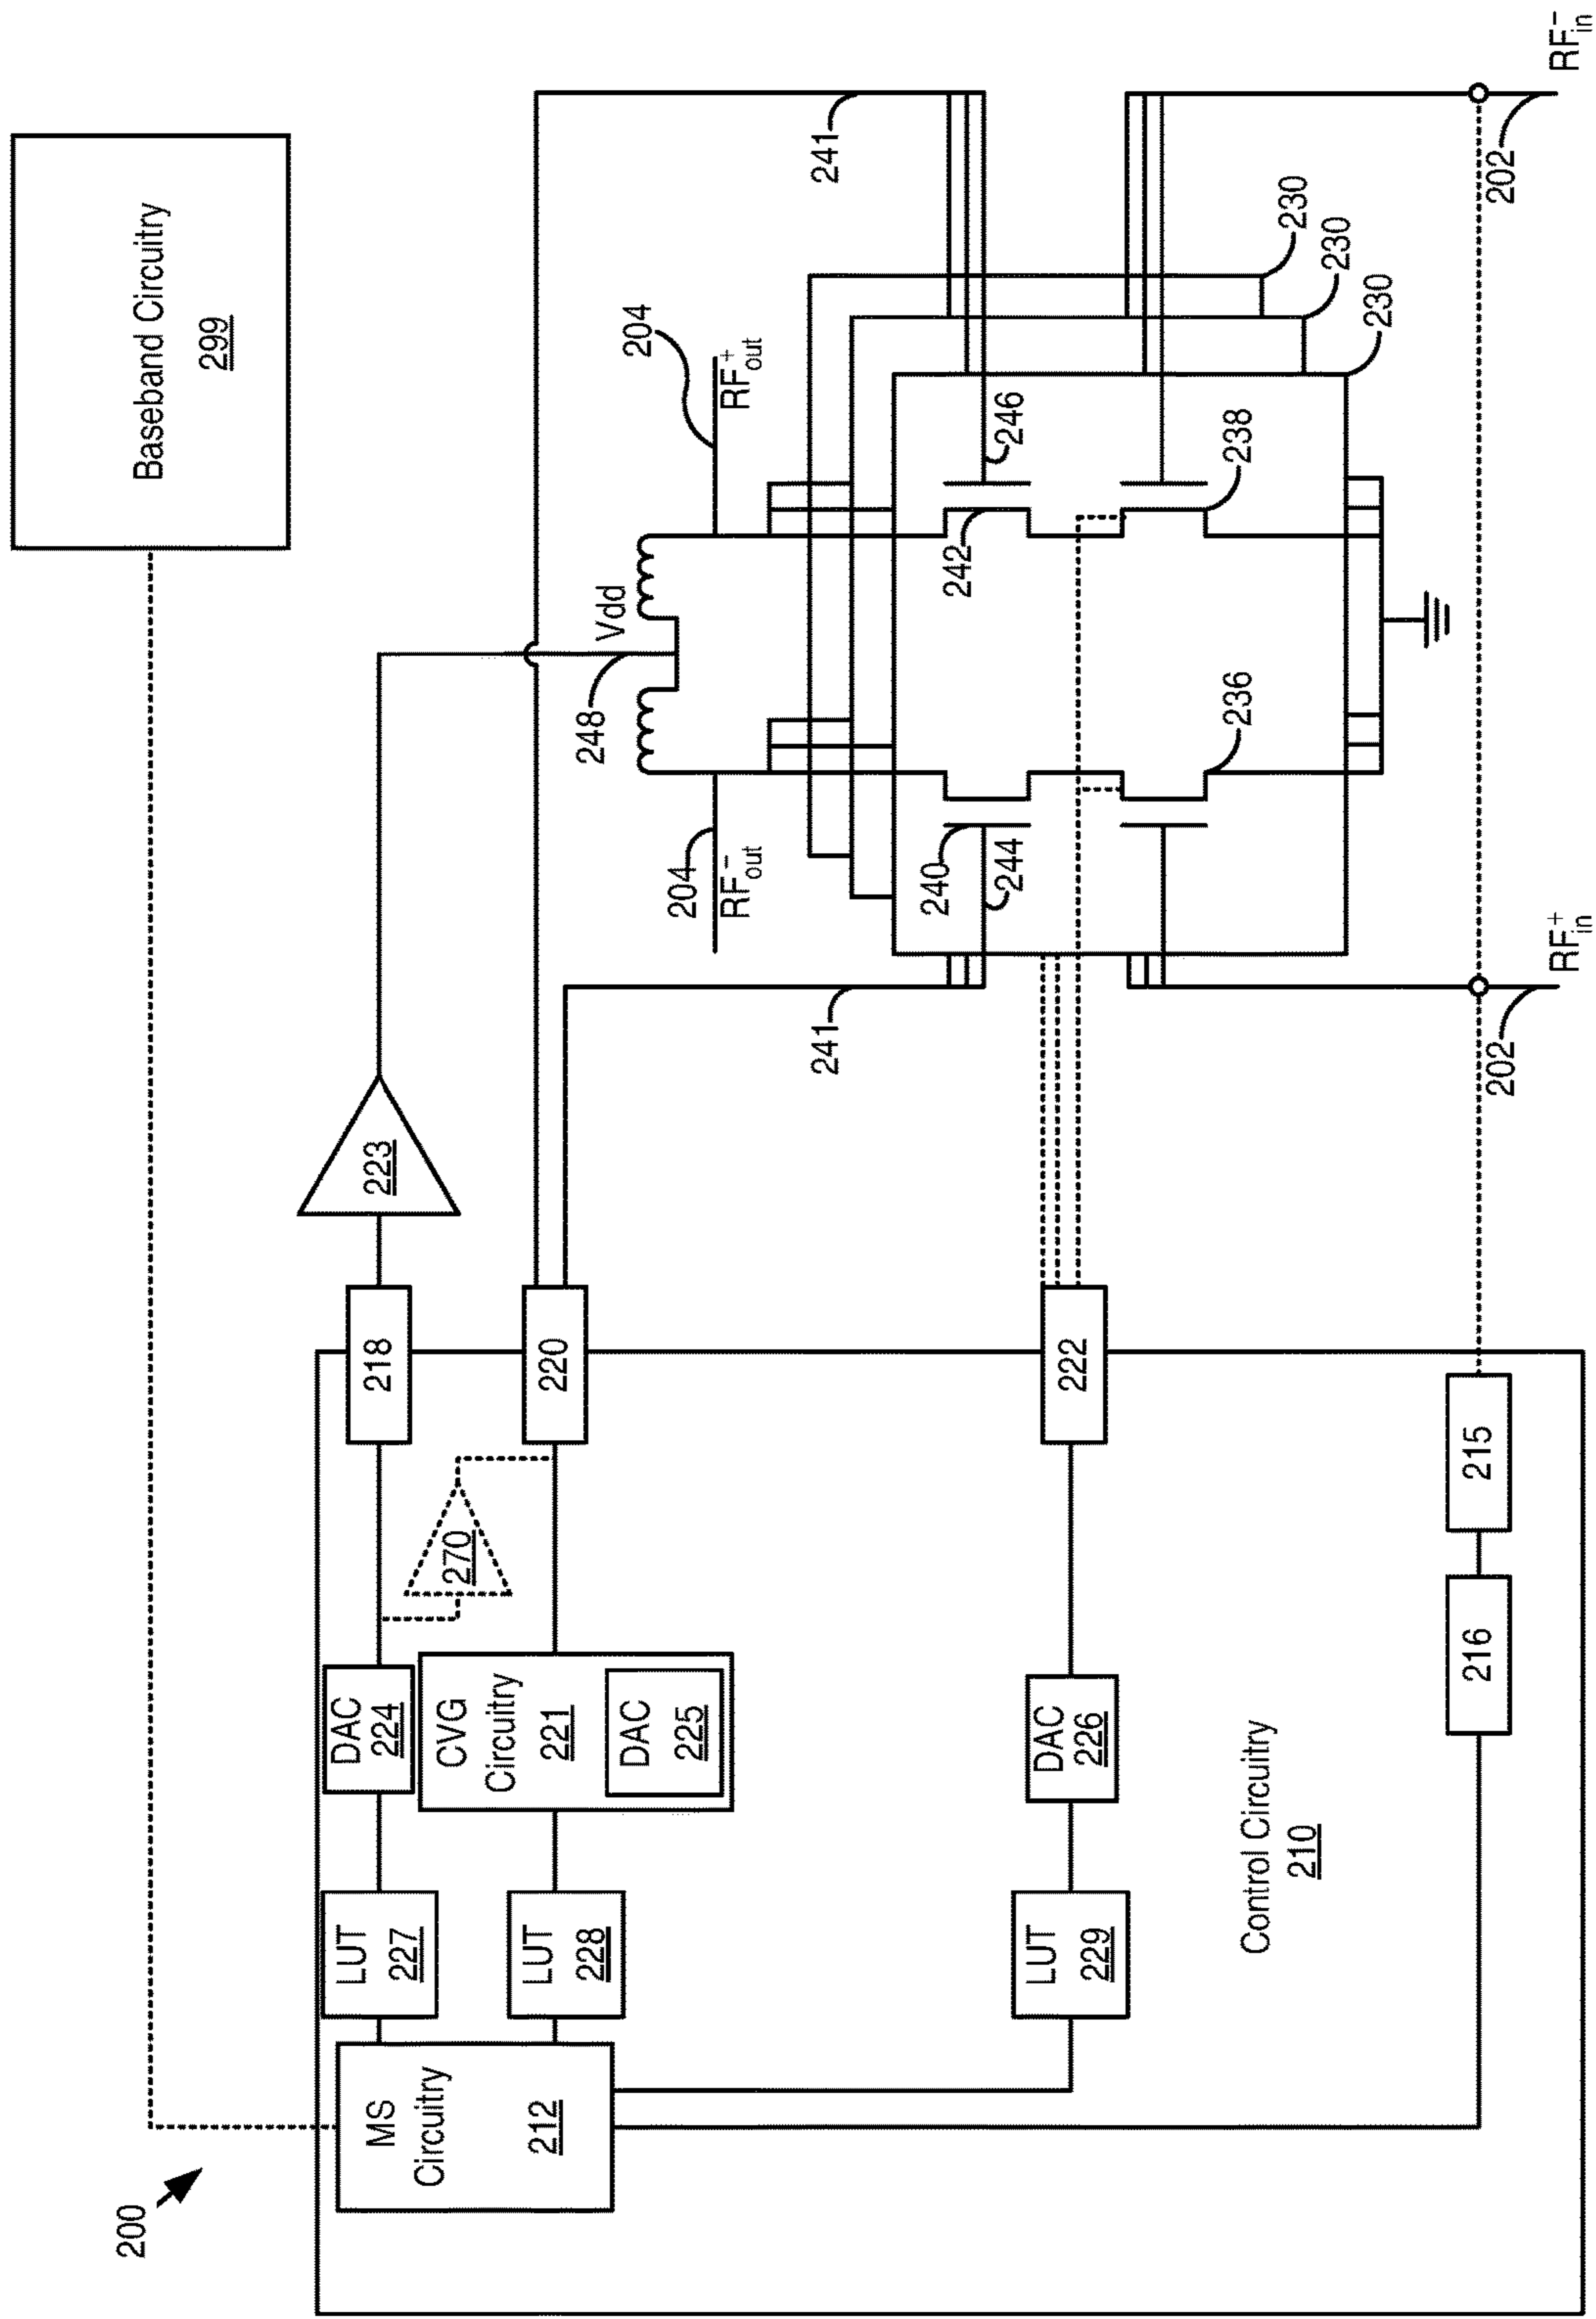 200
Baseband Circuitry
299
MS
Circuitry
212
LUT
227
DAC
224
218
223
LUT
228
CVG
Circuitry
221
DAC
225
270
220
LUT
229
DAC
226
222
Control Circuitry
210
216
215
248
Vdd
204
RF⁻out
204
RF⁺out
241
241
240
244
242
246
236
238
230
230
230
202
RF⁺in
202
RF⁻in